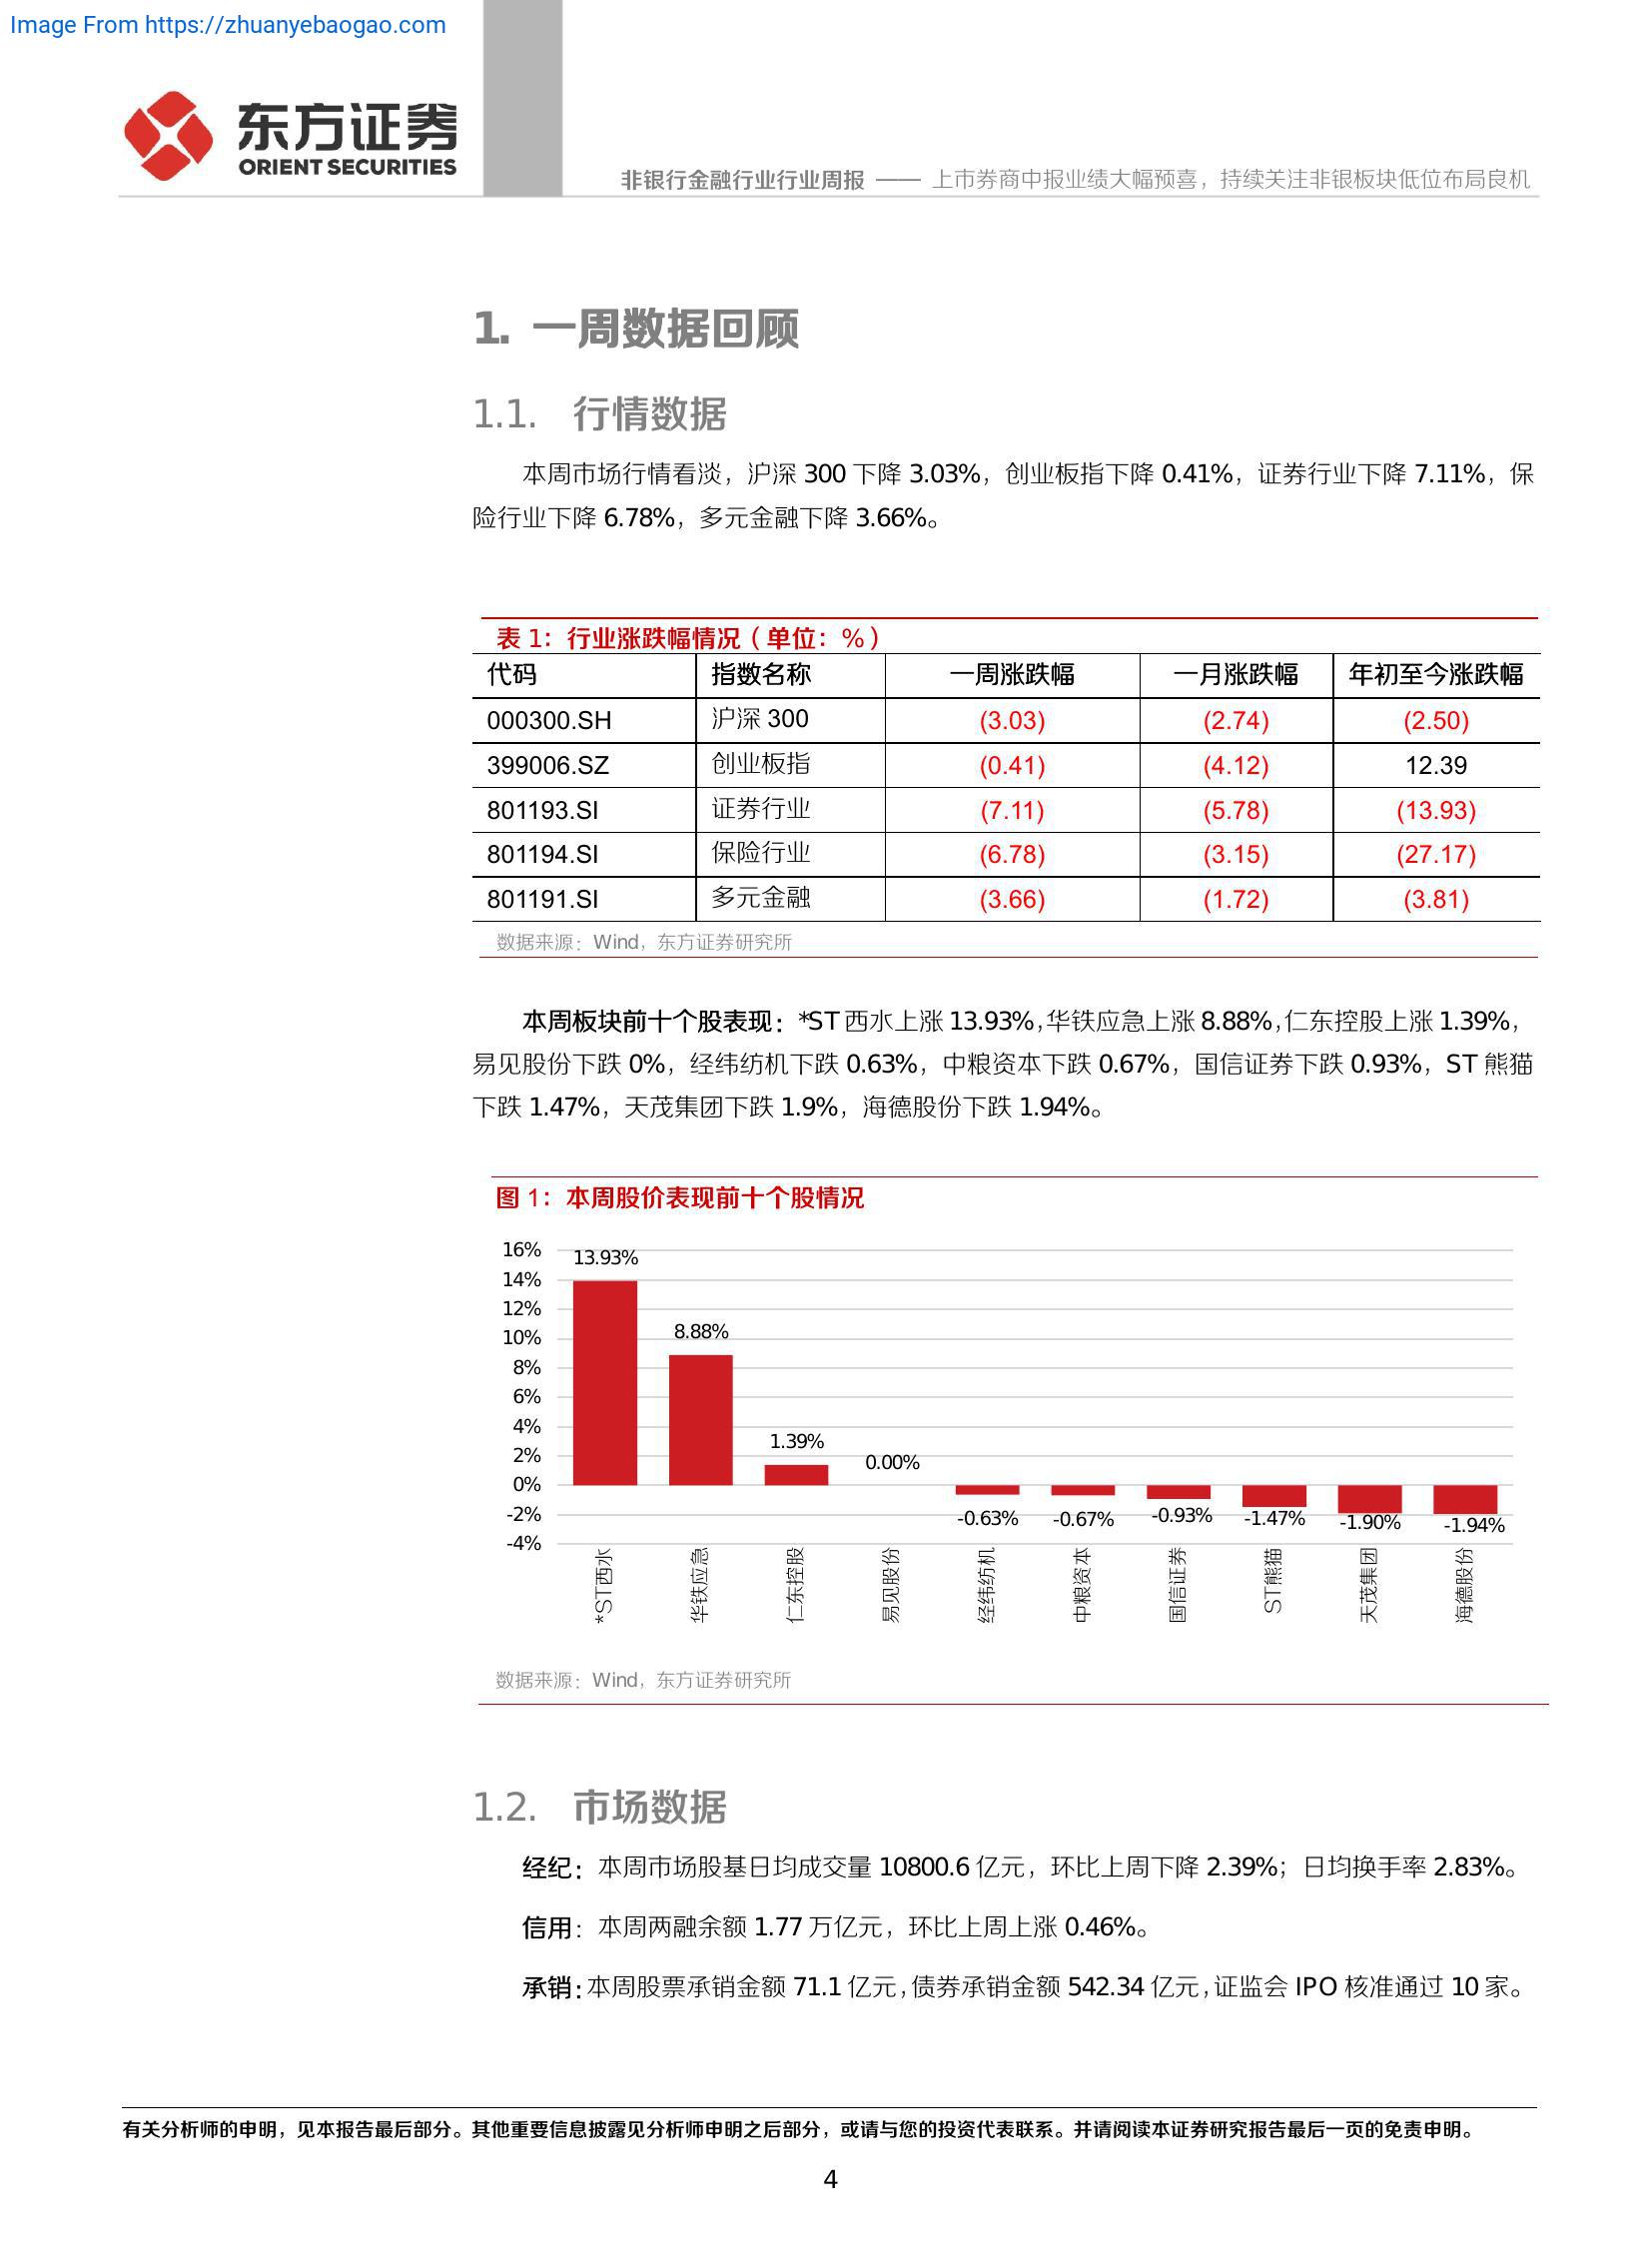 Image From https://zhuanyebaogao.com
东方证券
ORIENT SECURITIES
非银行金融行业行业周报 —— 上市券商中报业绩大幅预喜，持续关注非银板块低位布局良机
1. 一周数据回顾
1.1. 行情数据
本周市场行情看淡，沪深 300 下降 3.03%，创业板指下降 0.41%，证券行业下降 7.11%，保
险行业下降 6.78%，多元金融下降 3.66%。
表 1：行业涨跌幅情况（单位：%）
代码 指数名称 一周涨跌幅 一月涨跌幅 年初至今涨跌幅
000300.SH 沪深 300 (3.03) (2.74) (2.50)
399006.SZ 创业板指 (0.41) (4.12) 12.39
801193.SI 证券行业 (7.11) (5.78) (13.93)
801194.SI 保险行业 (6.78) (3.15) (27.17)
801191.SI 多元金融 (3.66) (1.72) (3.81)
数据来源：Wind，东方证券研究所
本周板块前十个股表现：*ST 西水上涨 13.93%，华铁应急上涨 8.88%，仁东控股上涨 1.39%，
易见股份下跌 0%，经纬纺机下跌 0.63%，中粮资本下跌 0.67%，国信证券下跌 0.93%，ST 熊猫
下跌 1.47%，天茂集团下跌 1.9%，海德股份下跌 1.94%。
图 1：本周股价表现前十个股情况
16%
14%
12%
10%
8%
6%
4%
2%
0%
-2%
-4%
13.93%
8.88%
1.39%
0.00%
-0.63%
-0.67%
-0.93%
-1.47%
-1.90%
-1.94%
*ST西水
华铁应急
仁东控股
易见股份
经纬纺机
中粮资本
国信证券
ST熊猫
天茂集团
海德股份
数据来源：Wind，东方证券研究所
1.2. 市场数据
经纪：本周市场股基日均成交量 10800.6 亿元，环比上周下降 2.39%；日均换手率 2.83%。
信用：本周两融余额 1.77 万亿元，环比上周上涨 0.46%。
承销：本周股票承销金额 71.1 亿元，债券承销金额 542.34 亿元，证监会 IPO 核准通过 10 家。
有关分析师的申明，见本报告最后部分。其他重要信息披露见分析师申明之后部分，或请与您的投资代表联系。并请阅读本证券研究报告最后一页的免责申明。
4